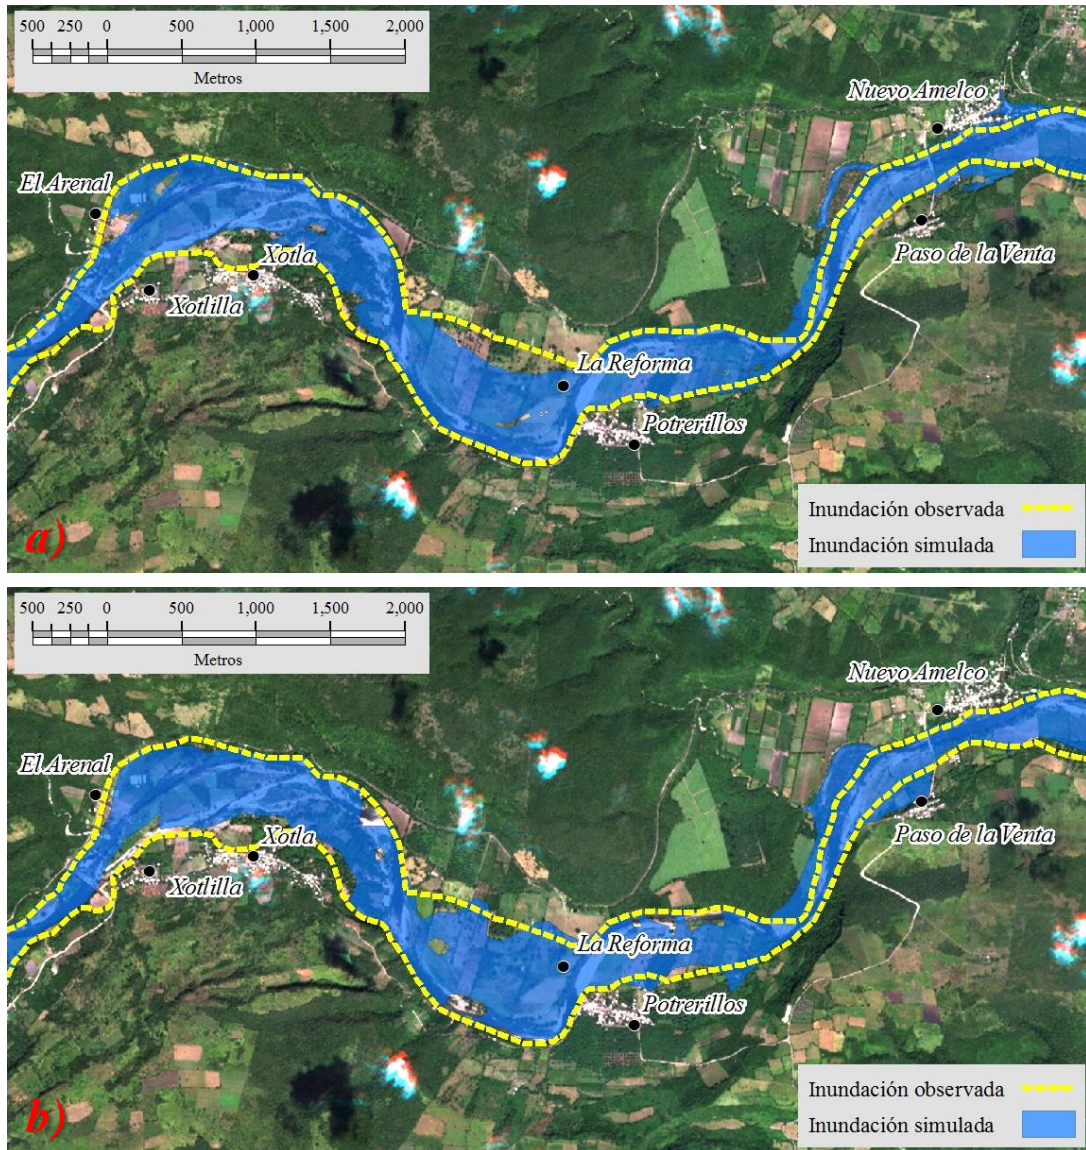 500 250 0 500 1,000 1,500 2,000
Metros
Nuevo Amelco
El Arenal
Xotla
Paso de la Venta
Xotlilla
La Reforma
Potrerillos
Inundación observada
Inundación simulada
a)
500 250 0 500 1,000 1,500 2,000
Metros
Nuevo Amelco
El Arenal
Xotla
Paso de la Venta
Xotlilla
La Reforma
Potrerillos
Inundación observada
Inundación simulada
b)